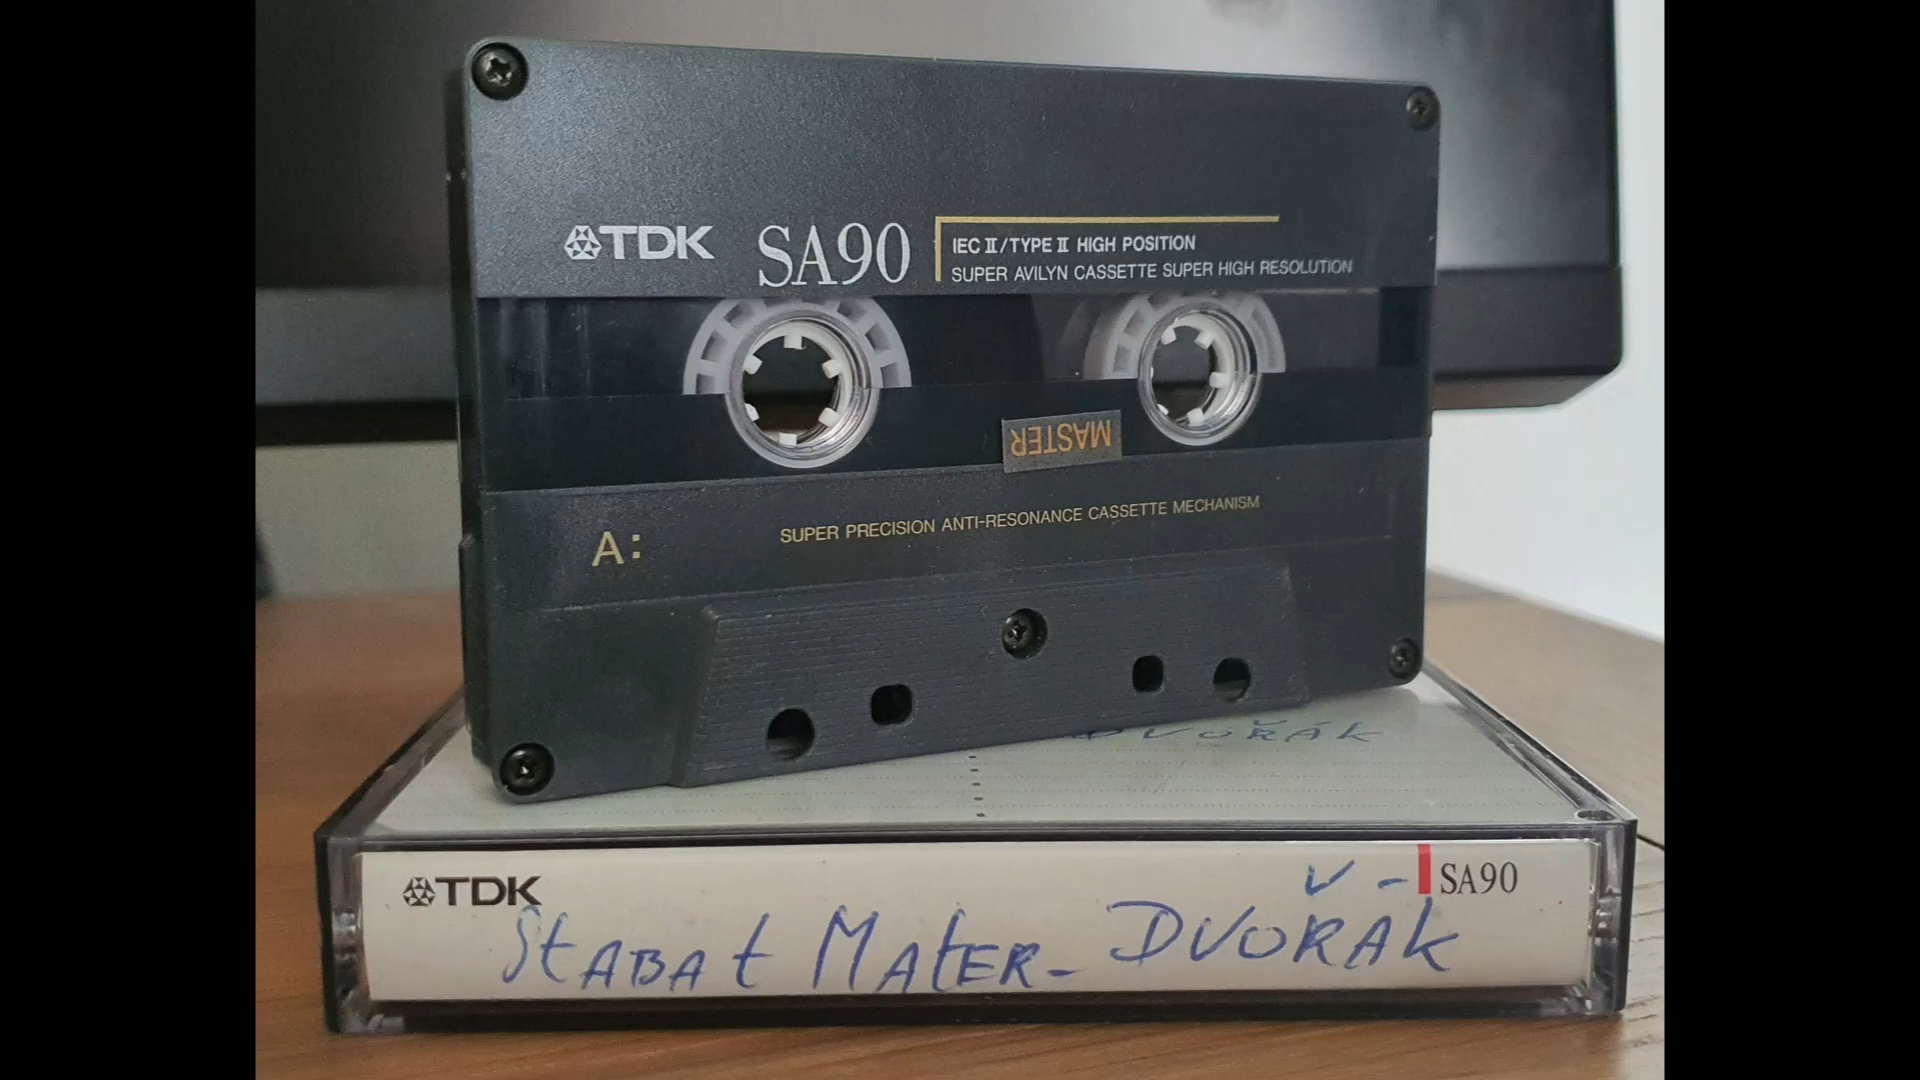 TDK SA90
IEC II/TYPE II HIGH POSITION
SUPER AVILYN CASSETTE SUPER HIGH RESOLUTION
MASTER
A: SUPER PRECISION ANTI-RESONANCE CASSETTE MECHANISM
DVOŘÁK
TDK SA90
StABAt MAtER - DVOŘÁK